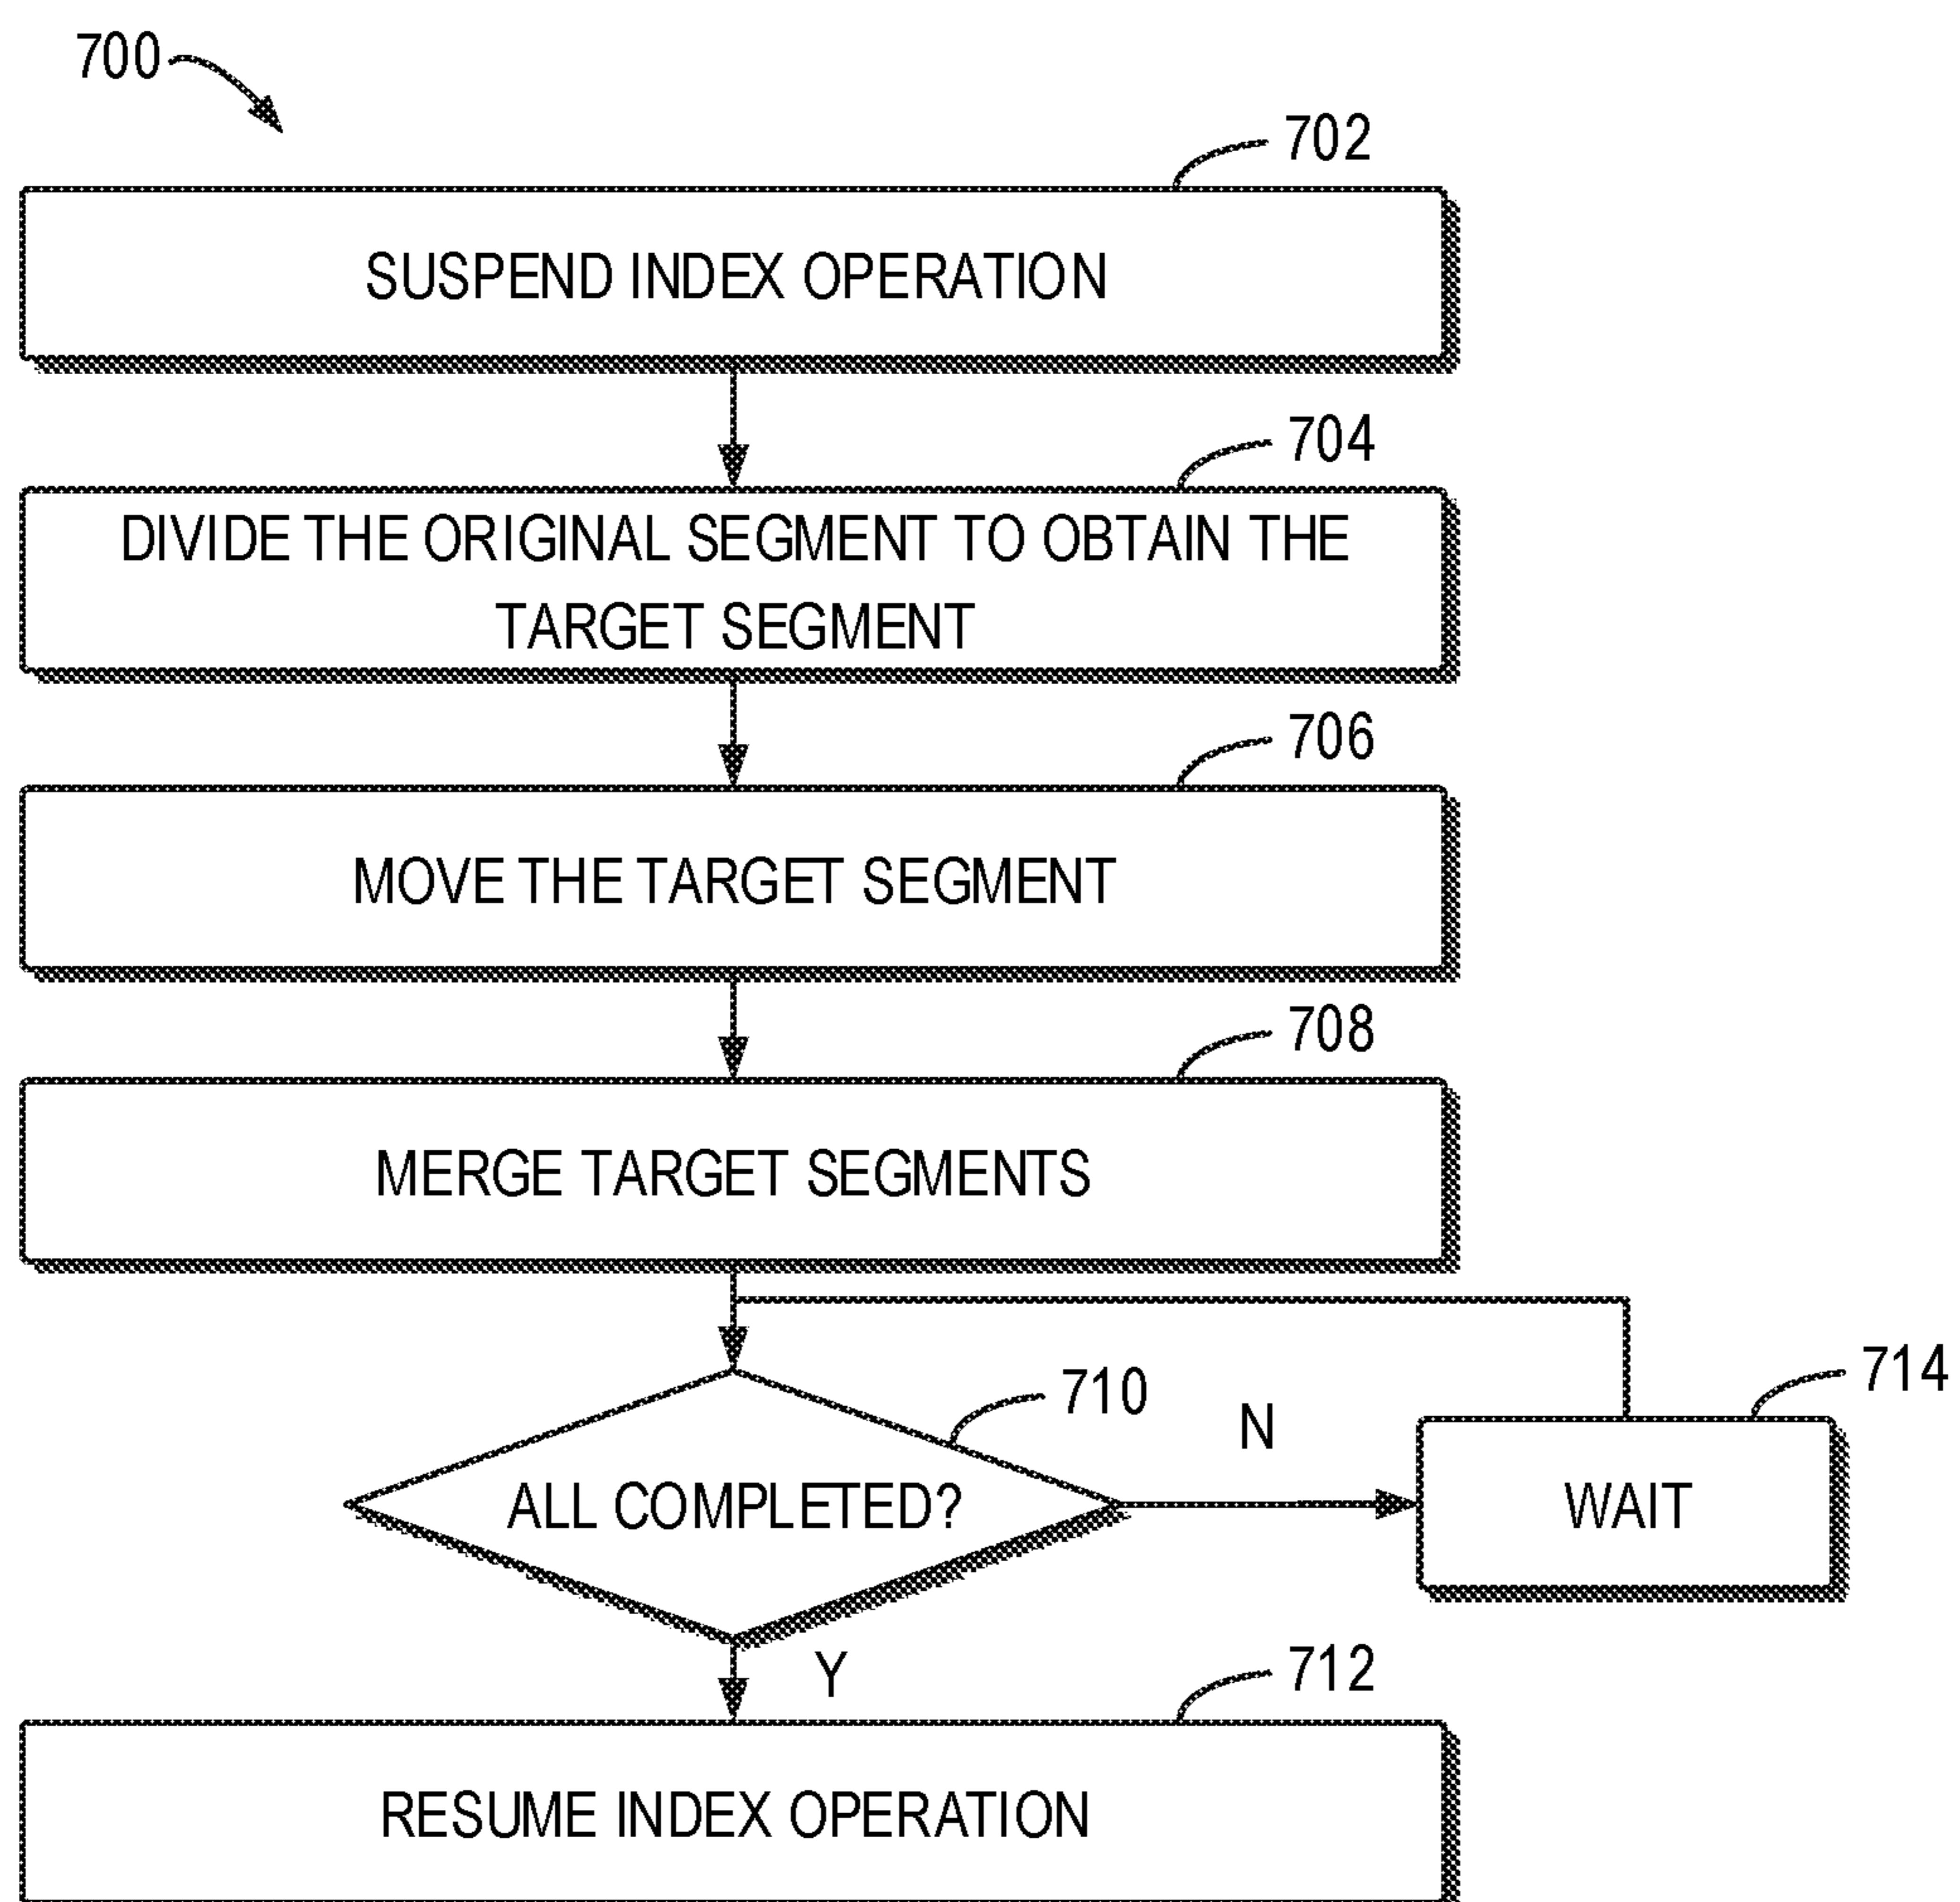 700
702
SUSPEND INDEX OPERATION
704
DIVIDE THE ORIGINAL SEGMENT TO OBTAIN THE
TARGET SEGMENT
706
MOVE THE TARGET SEGMENT
708
MERGE TARGET SEGMENTS
710
ALL COMPLETED?
N
714
WAIT
Y
712
RESUME INDEX OPERATION